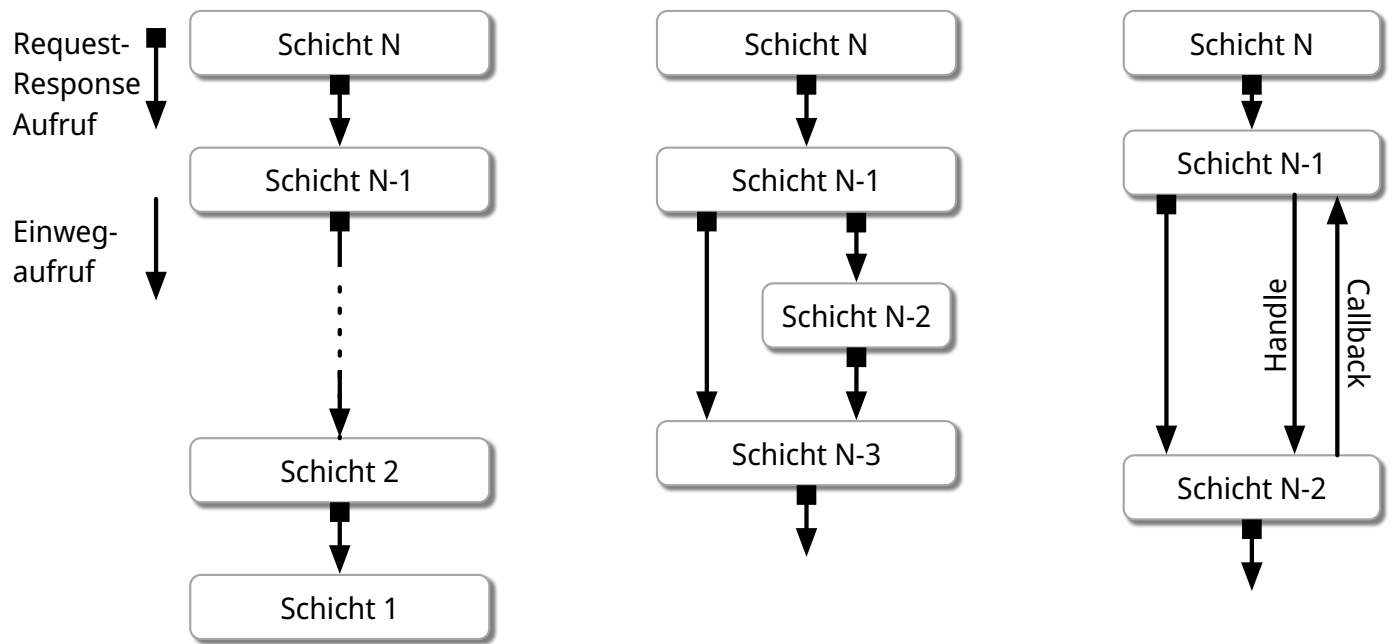 Request-
Response
Aufruf
Einweg-
aufruf
Schicht N
Schicht N-1
Schicht 2
Schicht 1
Schicht N
Schicht N-1
Schicht N-2
Schicht N-3
Schicht N
Schicht N-1
Handle
Callback
Schicht N-2